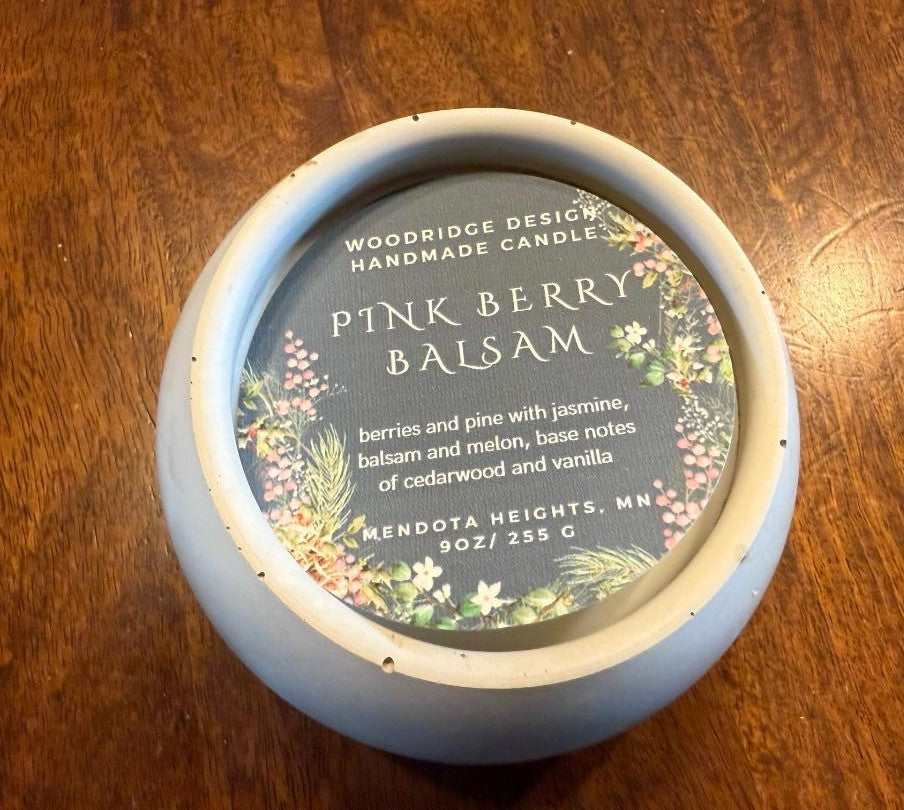 WOODRIDGE DESIGN
HANDMADE CANDLE
PINK BERRY
BALSAM
berries and pine with jasmine,
balsam and melon, base notes
of cedarwood and vanilla
MENDOTA HEIGHTS, MN
9OZ/ 255 G